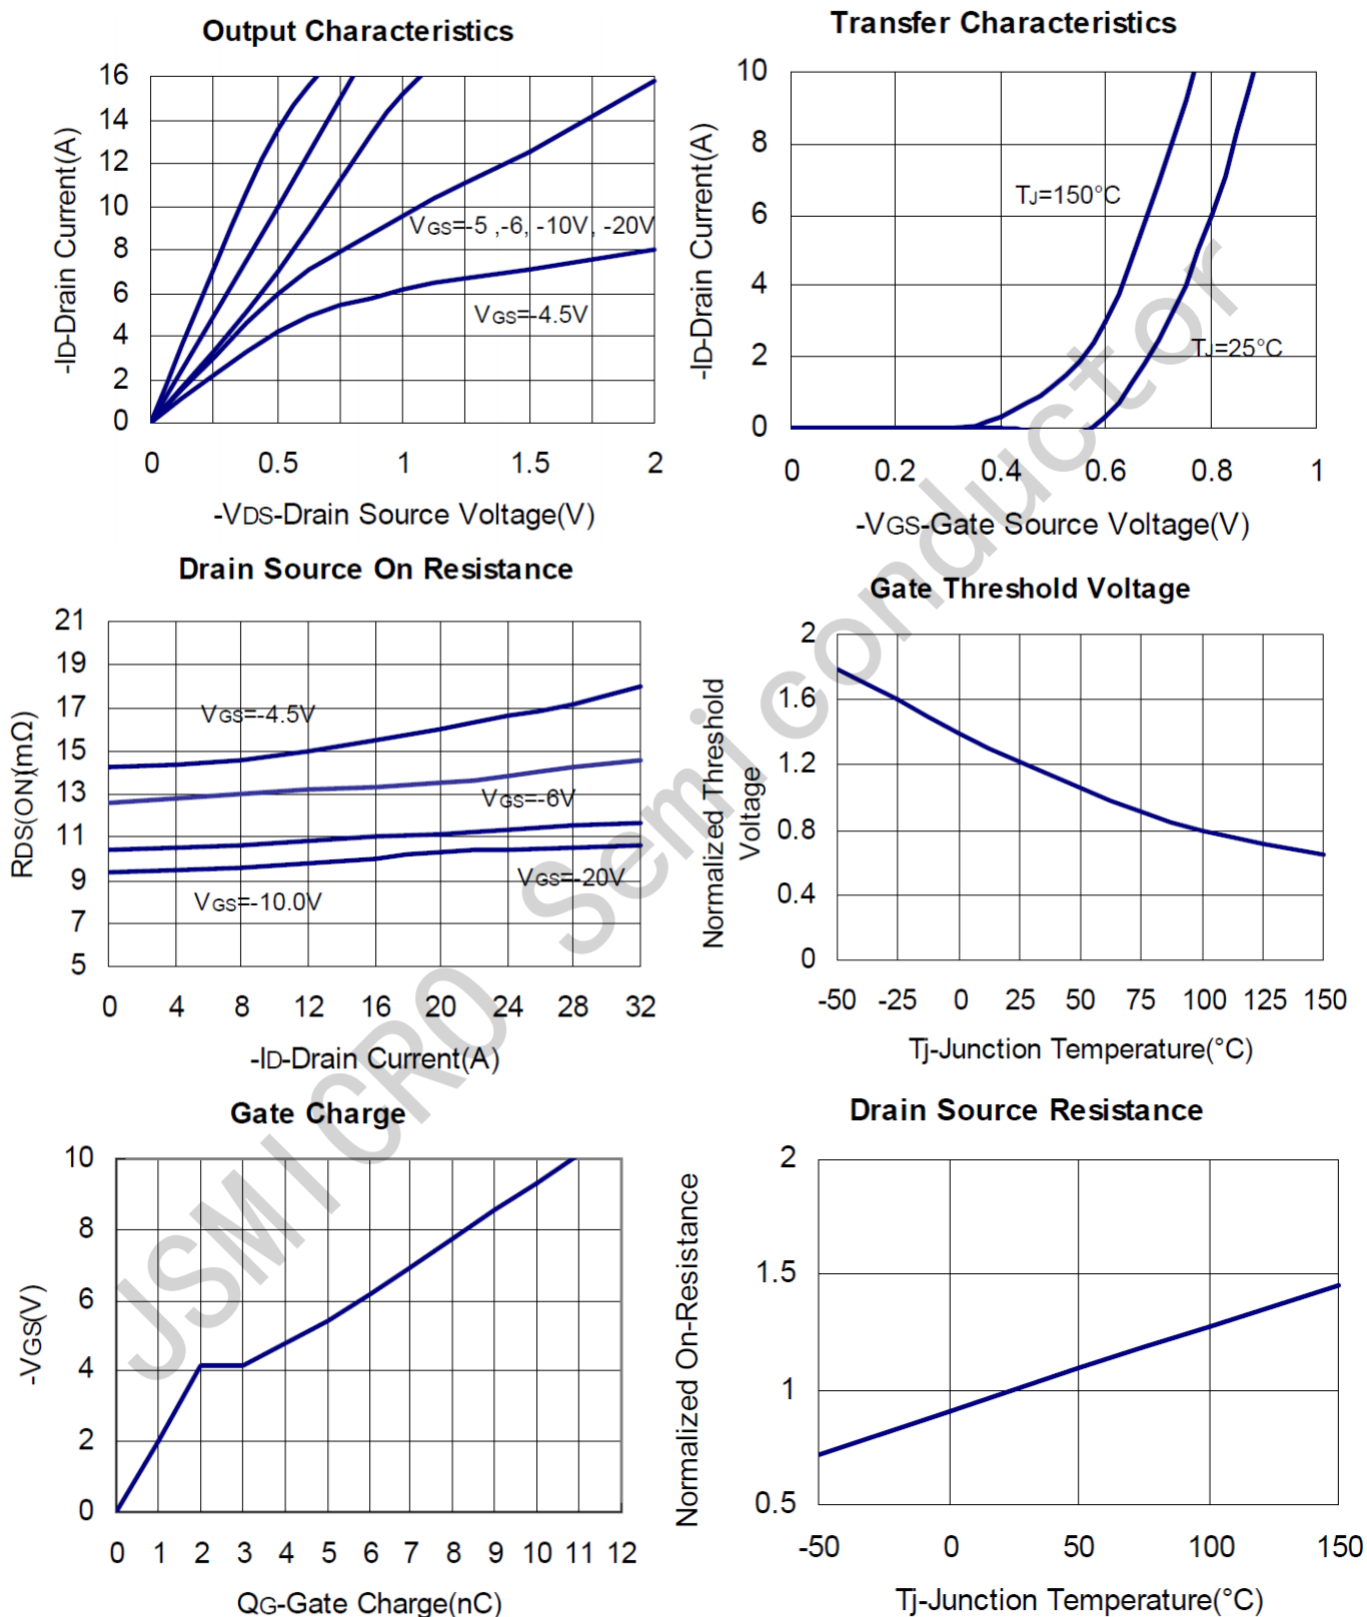 Output Characteristics
-ID-Drain Current(A)
16
14
12
10
8
6
4
2
0
VGS=-5 ,-6, -10V, -20V
VGS=-4.5V
0 0.5 1 1.5 2
-VDS-Drain Source Voltage(V)
Transfer Characteristics
-ID-Drain Current(A)
10
8
6
4
2
0
TJ=150°C
TJ=25°C
0 0.2 0.4 0.6 0.8 1
-VGS-Gate Source Voltage(V)
Drain Source On Resistance
RDS(ON)(mΩ)
21
19
17
15
13
11
9
7
5
VGS=-4.5V
VGS=-6V
VGS=-20V
VGS=-10.0V
0 4 8 12 16 20 24 28 32
-ID-Drain Current(A)
Gate Threshold Voltage
Normalized Threshold
Voltage
2
1.6
1.2
0.8
0.4
0
-50 -25 0 25 50 75 100 125 150
Tj-Junction Temperature(°C)
Gate Charge
-VGS(V)
10
8
6
4
2
0
0 1 2 3 4 5 6 7 8 9 10 11 12
QG-Gate Charge(nC)
Drain Source Resistance
Normalized On-Resistance
2
1.5
1
0.5
-50 0 50 100 150
Tj-Junction Temperature(°C)
JSMICRO Semiconductor